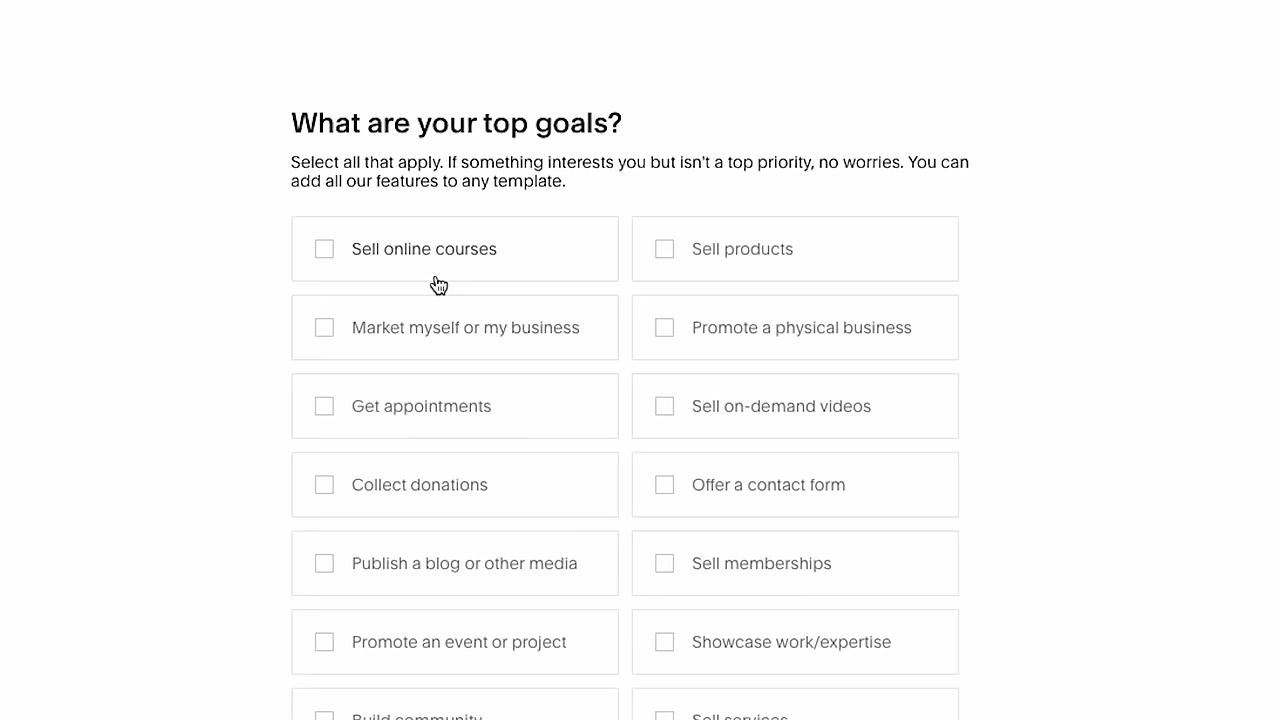 What are your top goals?
Select all that apply. If something interests you but isn't a top priority, no worries. You can
add all our features to any template.
Sell online courses
Sell products
Market myself or my business
Promote a physical business
Get appointments
Sell on-demand videos
Collect donations
Offer a contact form
Publish a blog or other media
Sell memberships
Promote an event or project
Showcase work/expertise
Build community
Sell services